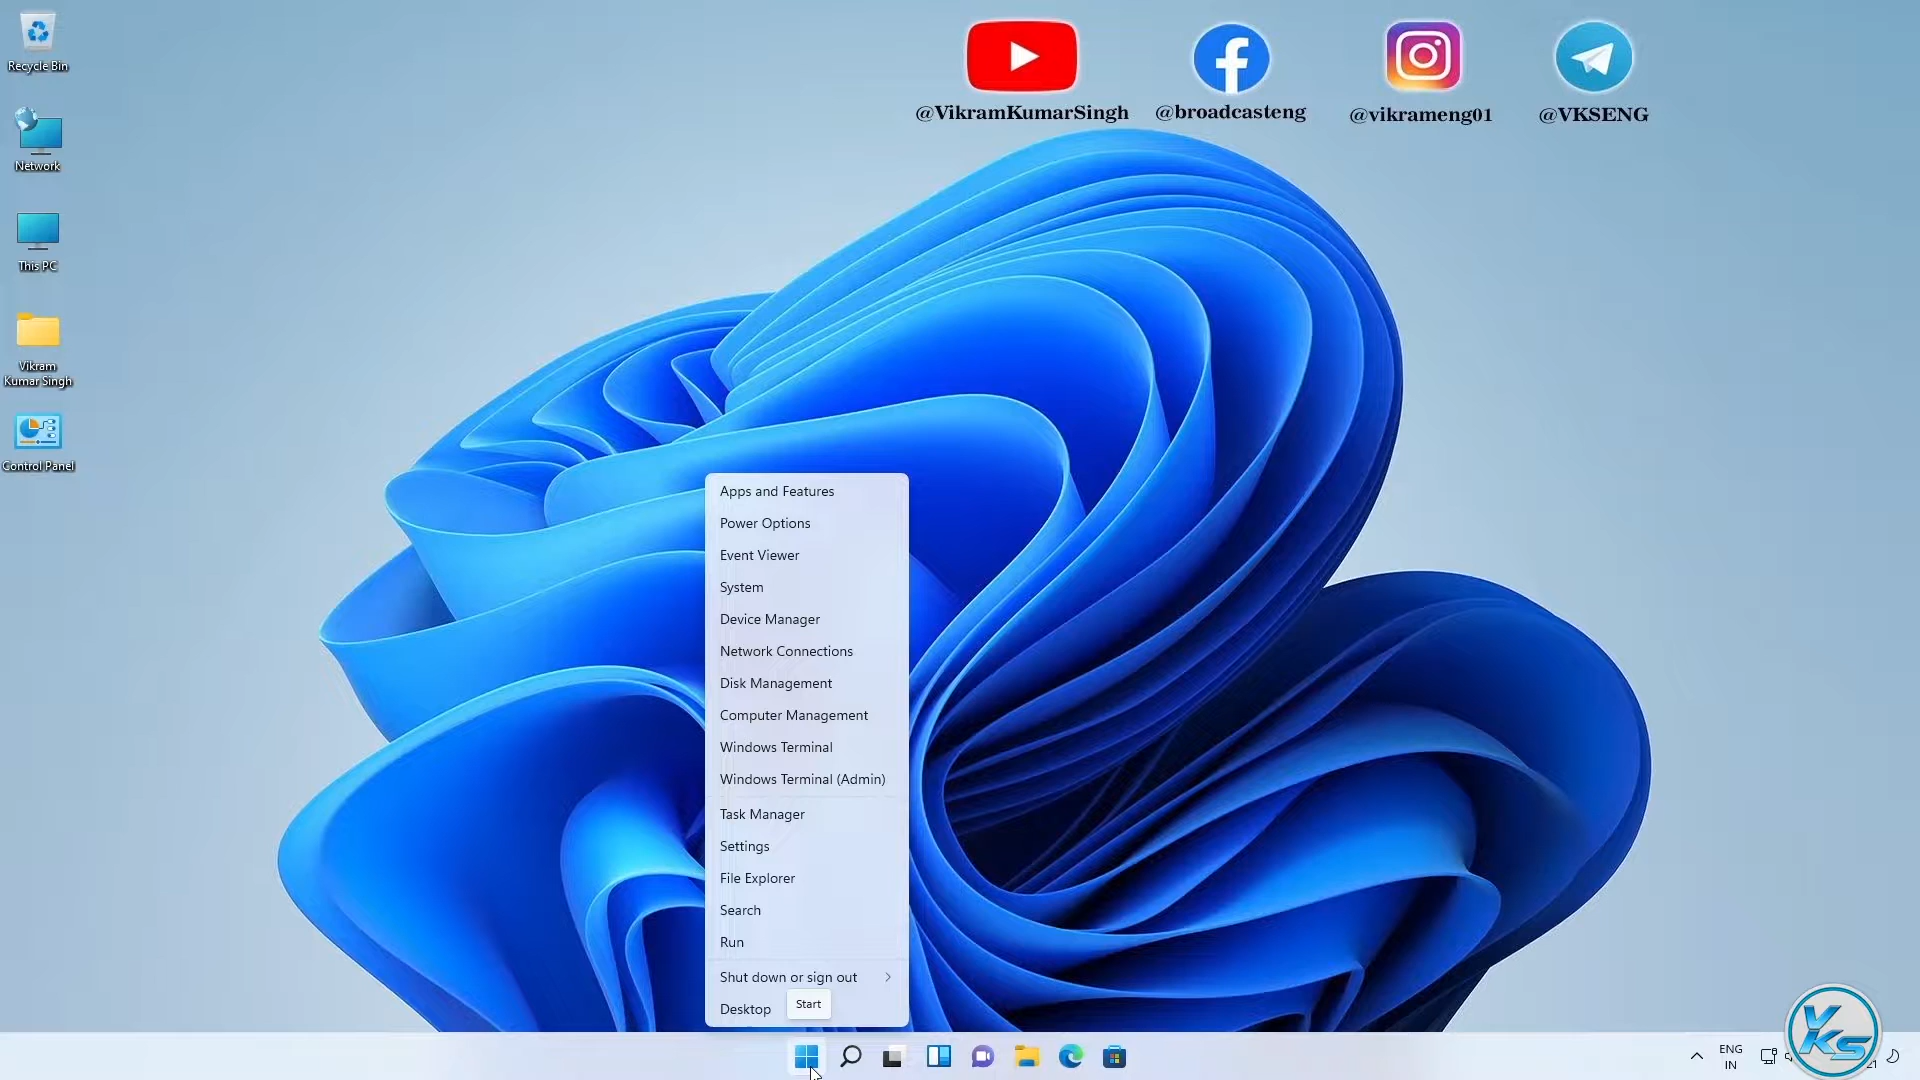 @VikramKumarSingh
@broadcasteng
@vikrameng01
@VKSENG
Recycle Bin
Network
This PC
Vikram
Kumar Singh
Control Panel
Apps and Features
Power Options
Event Viewer
System
Device Manager
Network Connections
Disk Management
Computer Management
Windows Terminal
Windows Terminal (Admin)
Task Manager
Settings
File Explorer
Search
Run
Shut down or sign out
Desktop
Start
ENG
IN
VKS